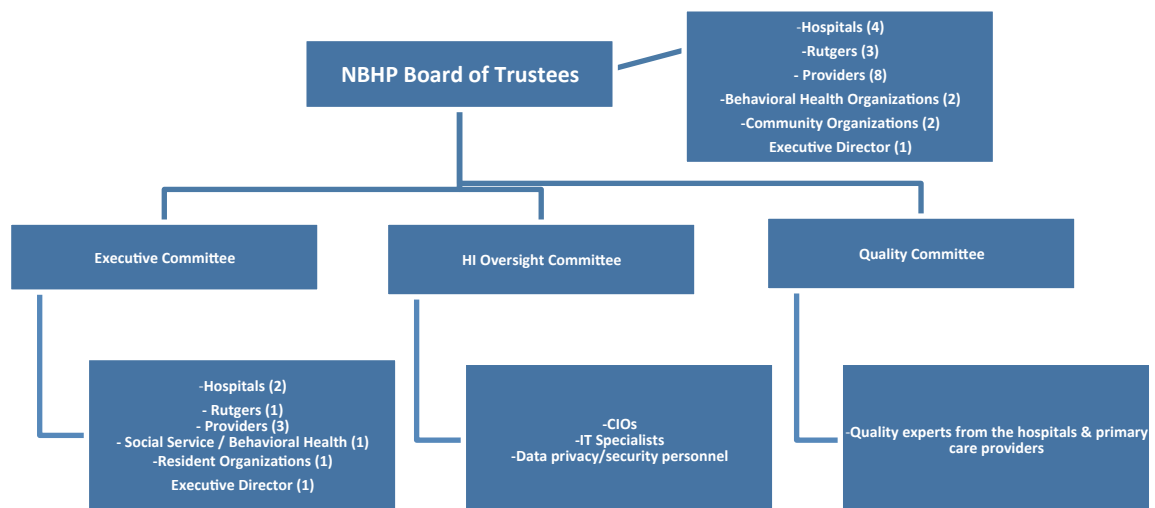 NBHP Board of Trustees
-Hospitals (4)
-Rutgers (3)
- Providers (8)
-Behavioral Health Organizations (2)
-Community Organizations (2)
Executive Director (1)
Executive Committee
HI Oversight Committee
Quality Committee
-Hospitals (2)
- Rutgers (1)
- Providers (3)
- Social Service / Behavioral Health (1)
-Resident Organizations (1)
Executive Director (1)
-CIOs
-IT Specialists
-Data privacy/security personnel
-Quality experts from the hospitals & primary
care providers